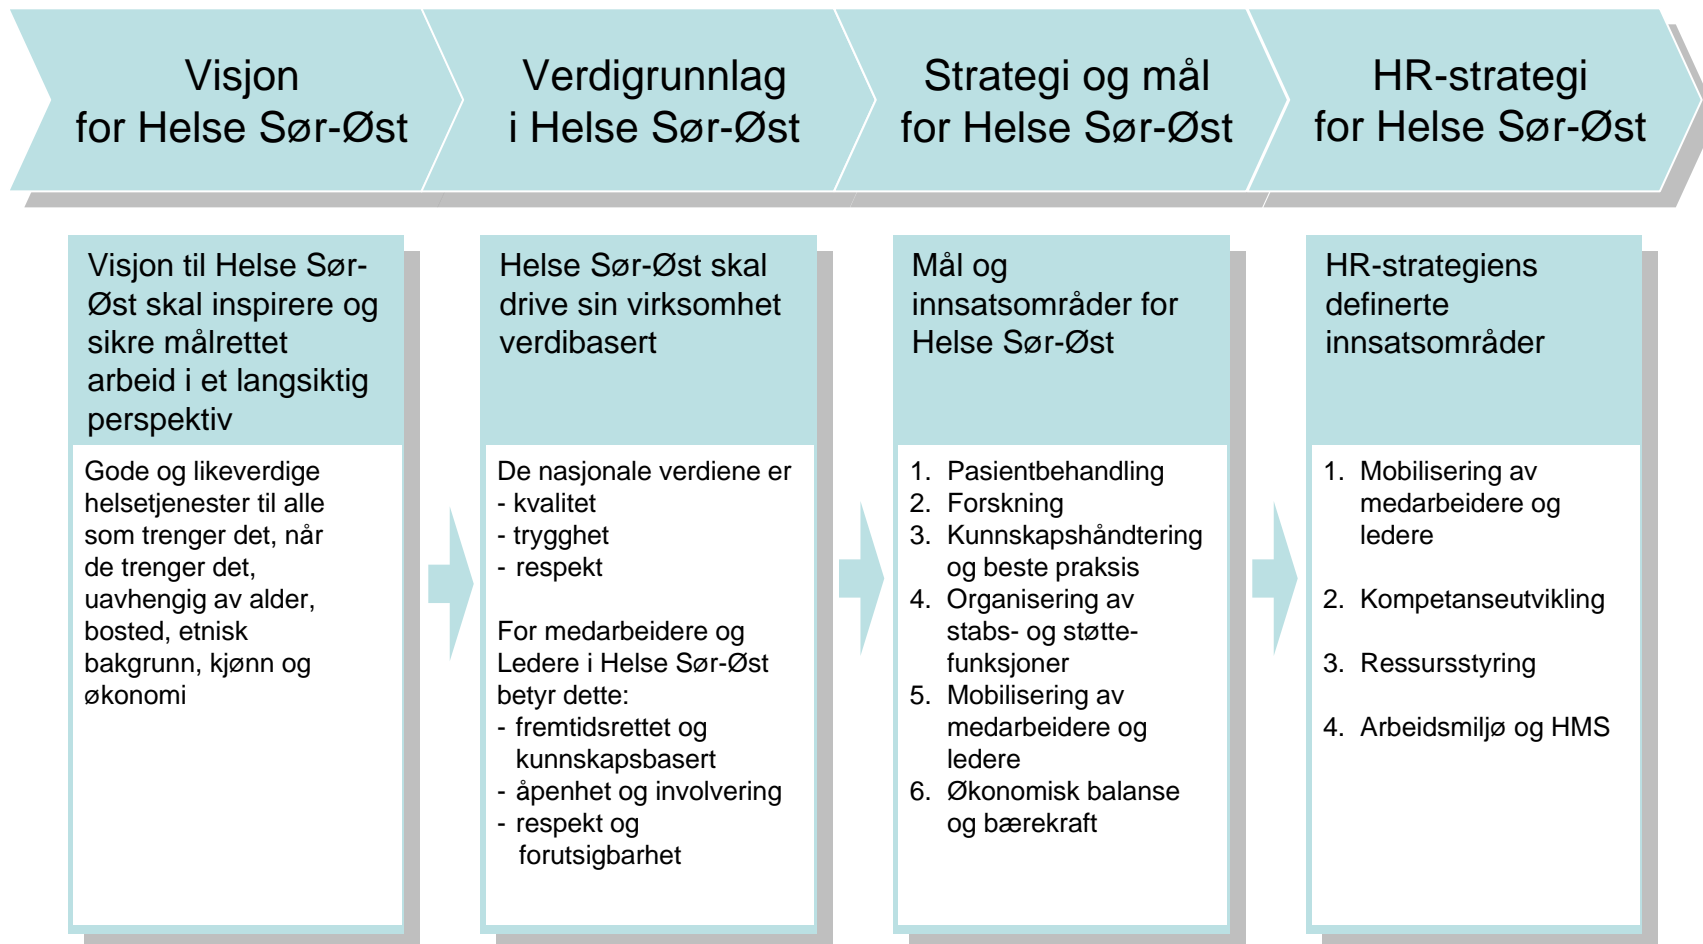 Visjon
for Helse Sør-Øst
Verdigrunnlag
i Helse Sør-Øst
Strategi og mål
for Helse Sør-Øst
HR-strategi
for Helse Sør-Øst
Visjon til Helse Sør-
Øst skal inspirere og
sikre målrettet
arbeid i et langsiktig
perspektiv
Gode og likeverdige
helsetjenester til alle
som trenger det, når
de trenger det,
uavhengig av alder,
bosted, etnisk
bakgrunn, kjønn og
økonomi
Helse Sør-Øst skal
drive sin virksomhet
verdibasert
De nasjonale verdiene er
- kvalitet
- trygghet
- respekt
For medarbeidere og
Ledere i Helse Sør-Øst
betyr dette:
- fremtidsrettet og
kunnskapsbasert
- åpenhet og involvering
- respekt og
forutsigbarhet
Mål og
innsatsområder for
Helse Sør-Øst
1. Pasientbehandling
2. Forskning
3. Kunnskapshåndtering
og beste praksis
4. Organisering av
stabs- og støtte-
funksjoner
5. Mobilisering av
medarbeidere og
ledere
6. Økonomisk balanse
og bærekraft
HR-strategiens
definerte
innsatsområder
1. Mobilisering av
medarbeidere og
ledere
2. Kompetanseutvikling
3. Ressursstyring
4. Arbeidsmiljø og HMS